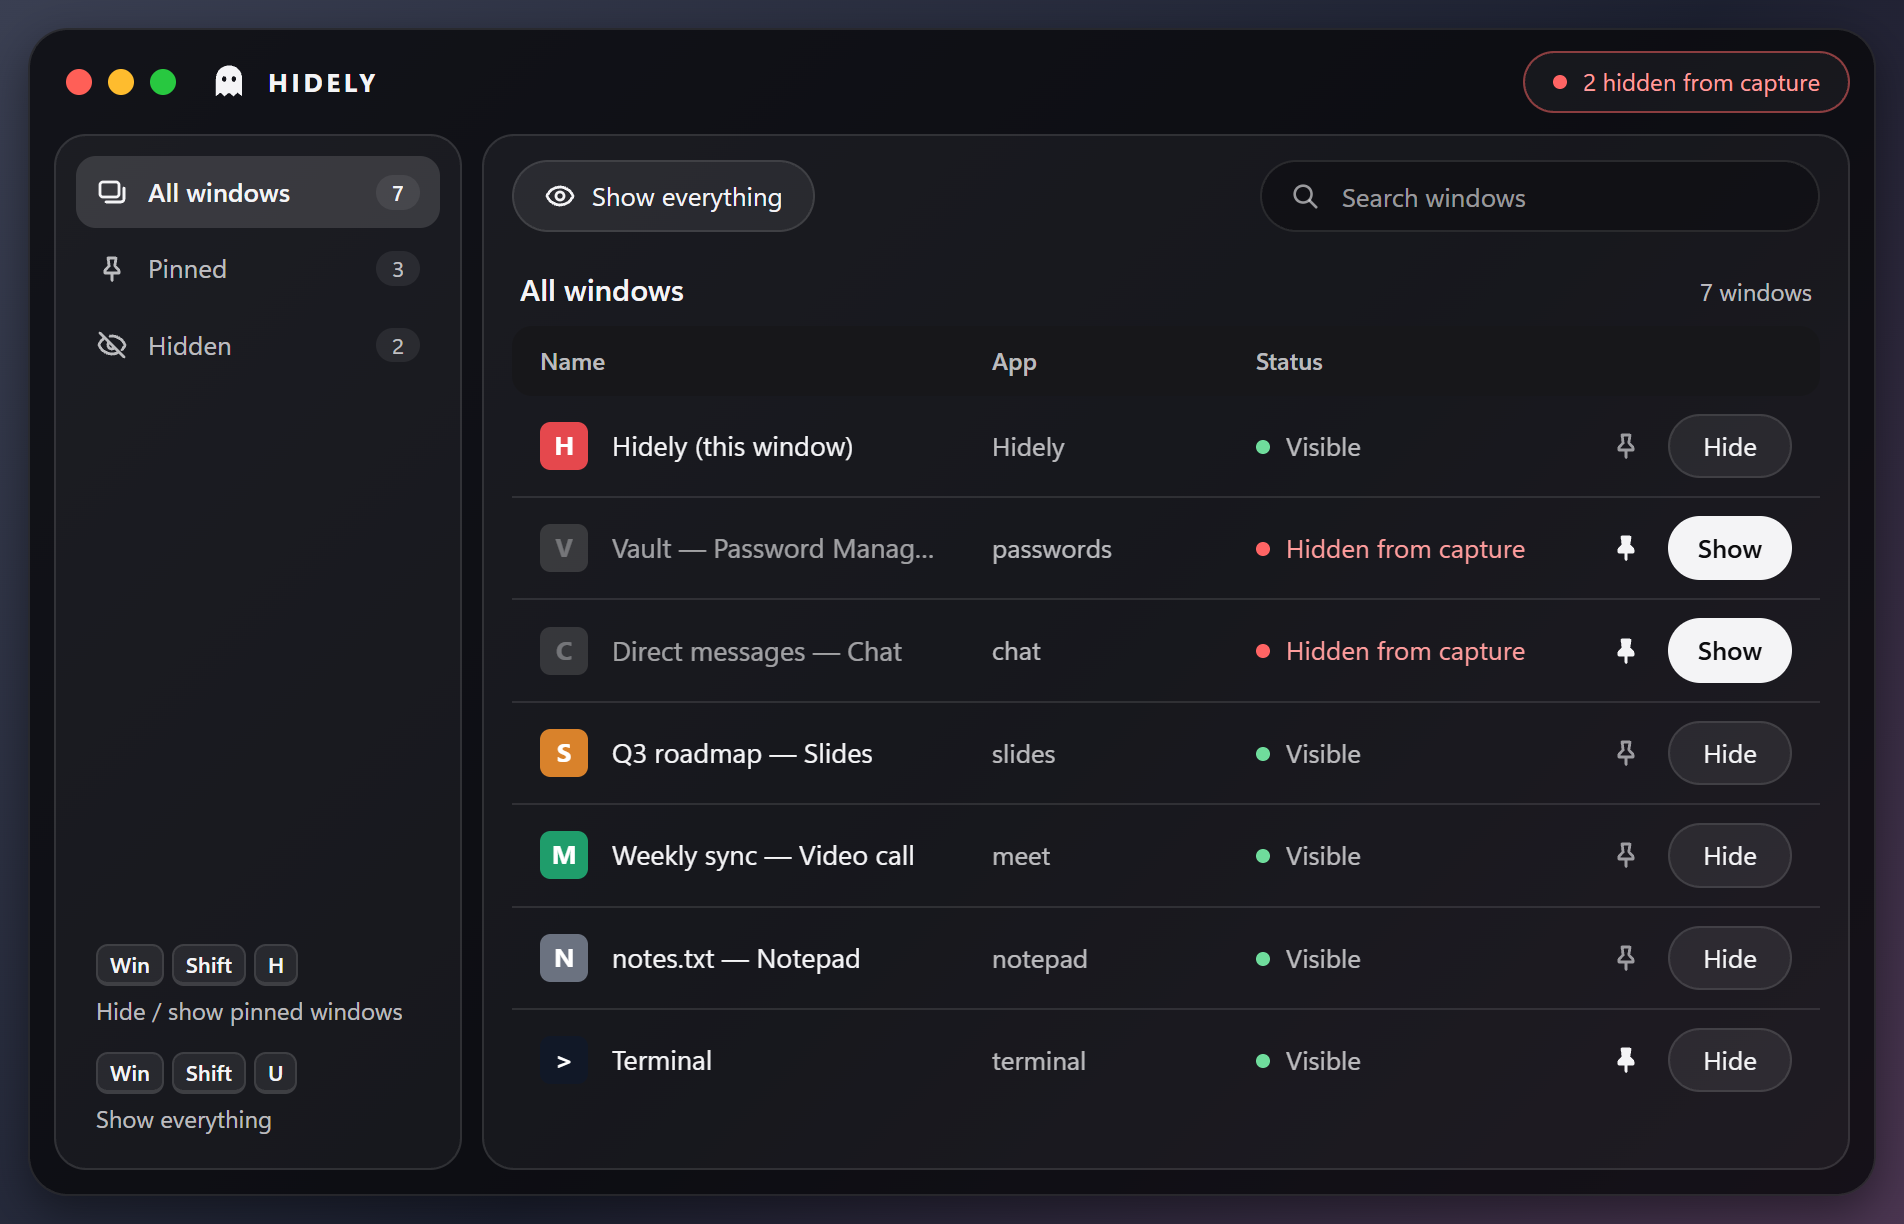 HIDELY
2 hidden from capture
All windows 7
Pinned 3
Hidden 2
Win Shift H
Hide / show pinned windows
Win Shift U
Show everything
Show everything
Search windows
All windows
7 windows
Name App Status
H Hidely (this window) Hidely Visible Hide
V Vault — Password Manag... passwords Hidden from capture Show
C Direct messages — Chat chat Hidden from capture Show
S Q3 roadmap — Slides slides Visible Hide
M Weekly sync — Video call meet Visible Hide
N notes.txt — Notepad notepad Visible Hide
> Terminal terminal Visible Hide